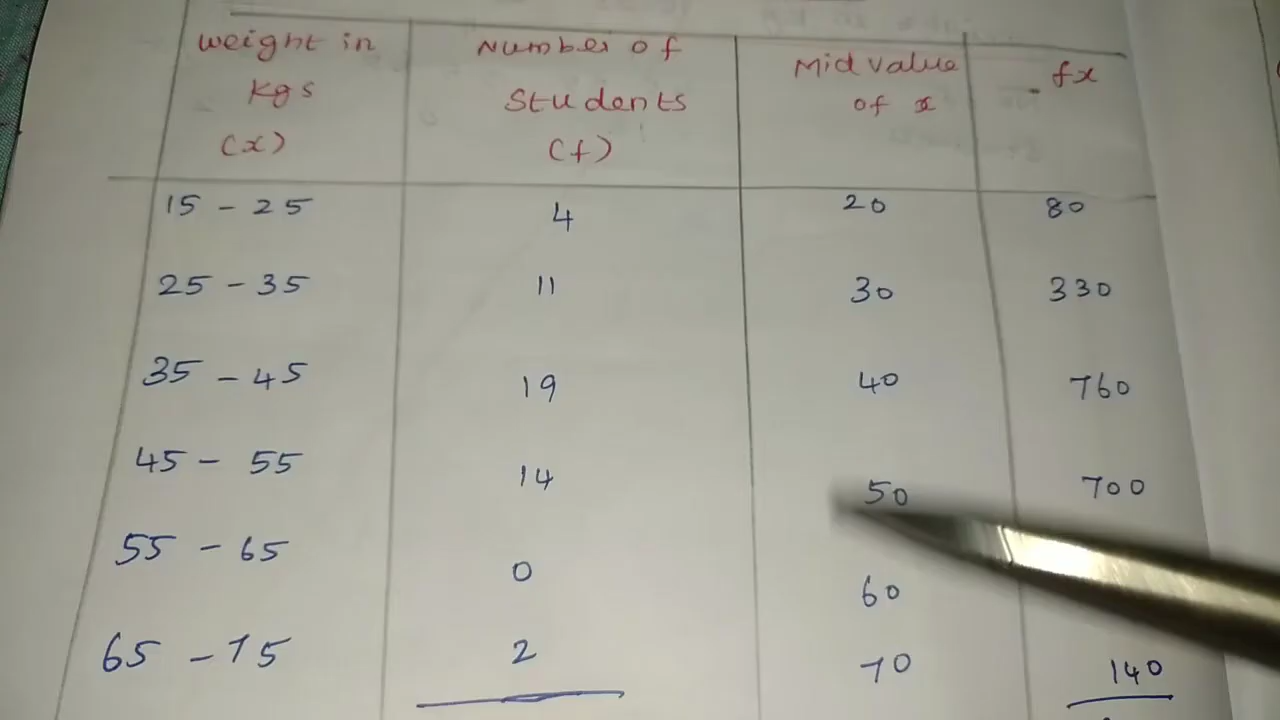 Weight in Kgs (x) Number of Students (f) Mid value of x fx
15 - 25 4 20 80
25 - 35 11 30 330
35 - 45 19 40 760
45 - 55 14 50 700
55 - 65 0 60
65 - 75 2 70 140